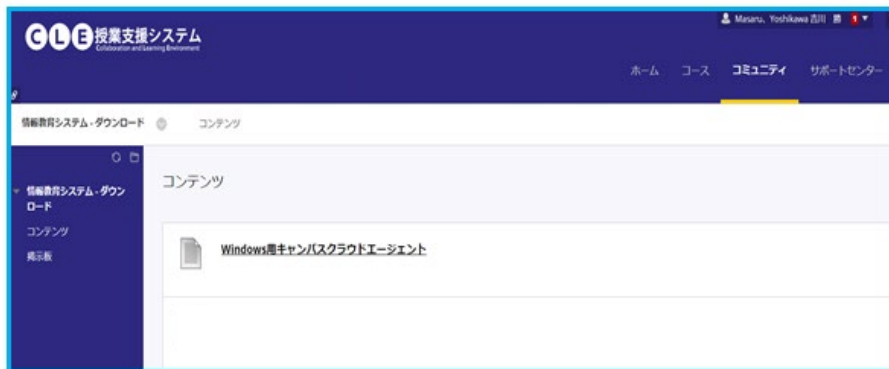 CLE授業支援システム
Collaboration and Learning Environment
Masaru, Yoshikawa 吉川 勝 1
ホーム コース コミュニティ サポートセンター
情報教育システム - ダウンロード コンテンツ
情報教育システム - ダウン
ロード
コンテンツ
掲示板
コンテンツ
Windows用キャンパスクラウドエージェント